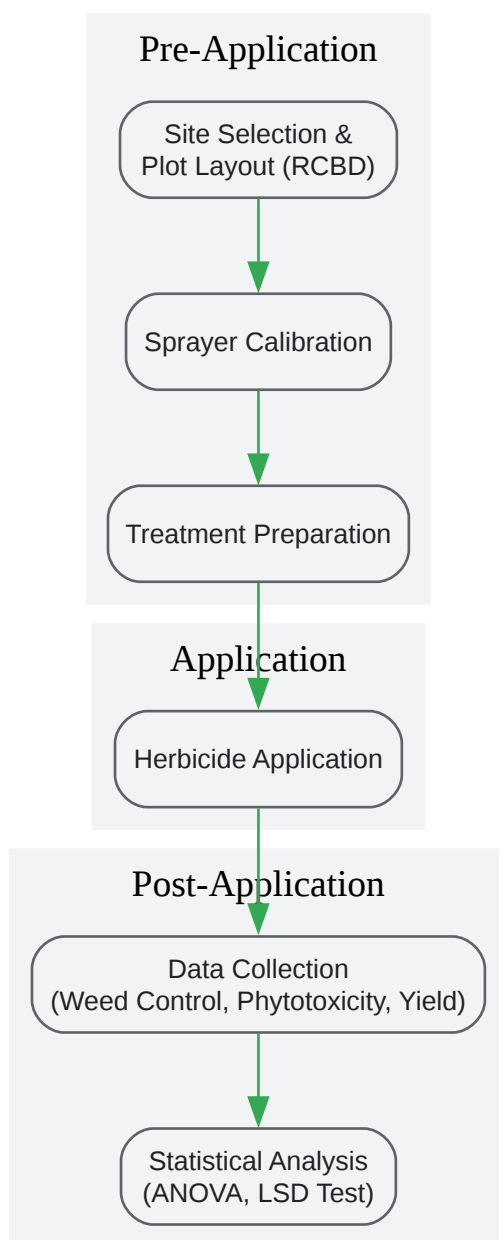 Pre-Application
Site Selection &
Plot Layout (RCBD)
Sprayer Calibration
Treatment Preparation
Application
Herbicide Application
Post-Application
Data Collection
(Weed Control, Phytotoxicity, Yield)
Statistical Analysis
(ANOVA, LSD Test)